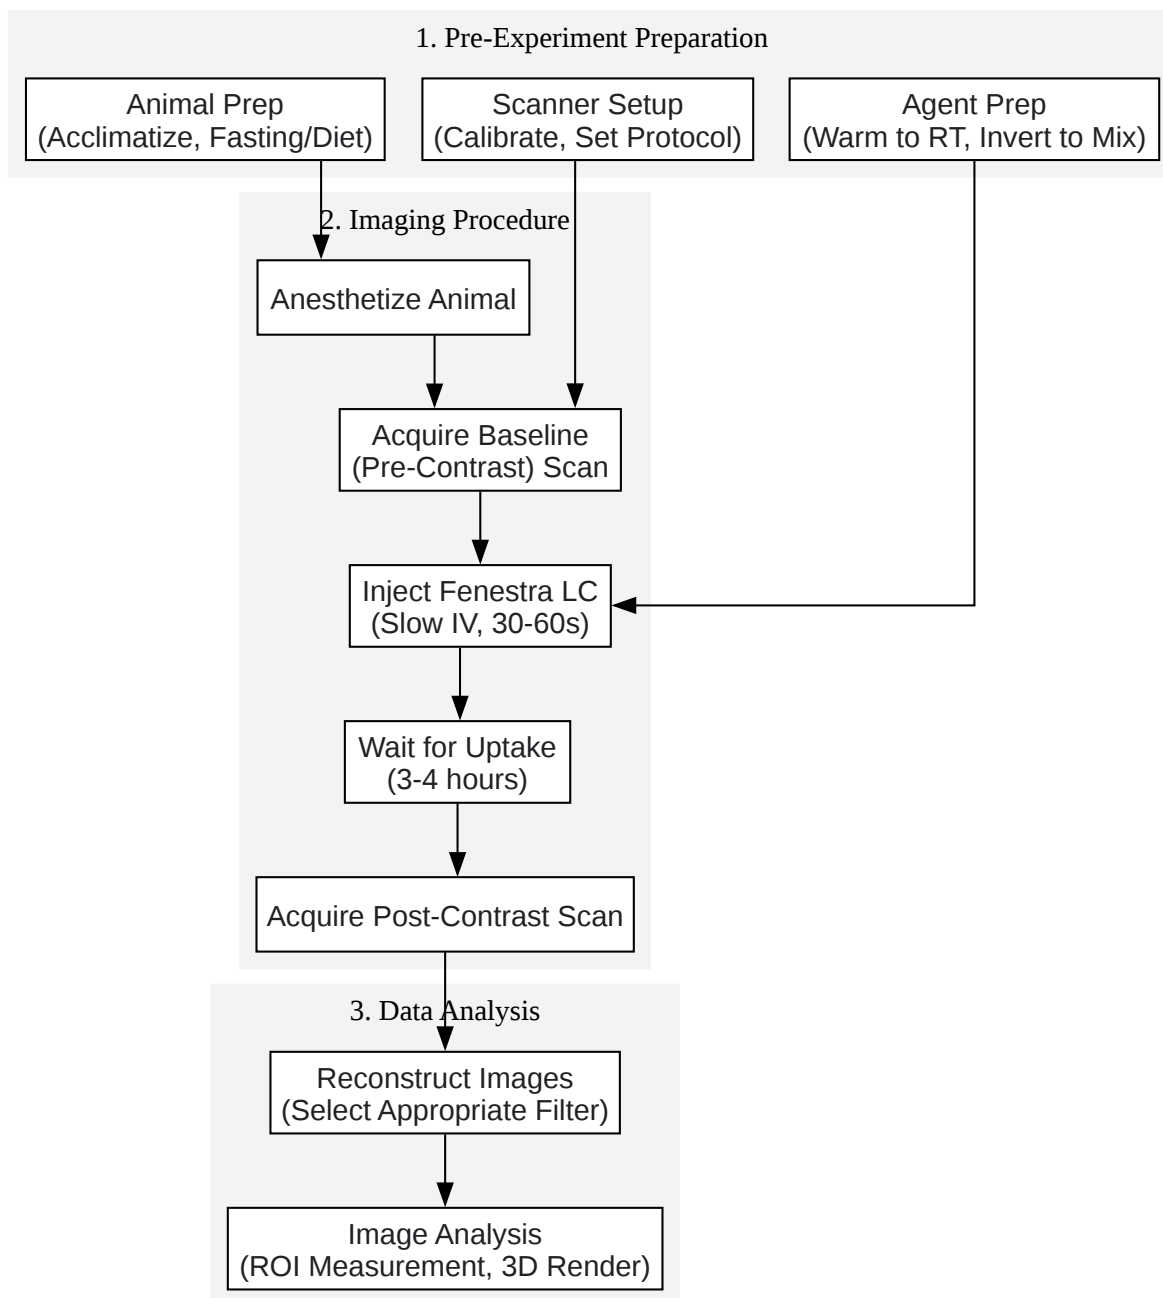 1. Pre-Experiment Preparation
Animal Prep
(Acclimatize, Fasting/Diet)
Scanner Setup
(Calibrate, Set Protocol)
Agent Prep
(Warm to RT, Invert to Mix)
2. Imaging Procedure
Anesthetize Animal
Acquire Baseline
(Pre-Contrast) Scan
Inject Fenestra LC
(Slow IV, 30-60s)
Wait for Uptake
(3-4 hours)
Acquire Post-Contrast Scan
3. Data Analysis
Reconstruct Images
(Select Appropriate Filter)
Image Analysis
(ROI Measurement, 3D Render)